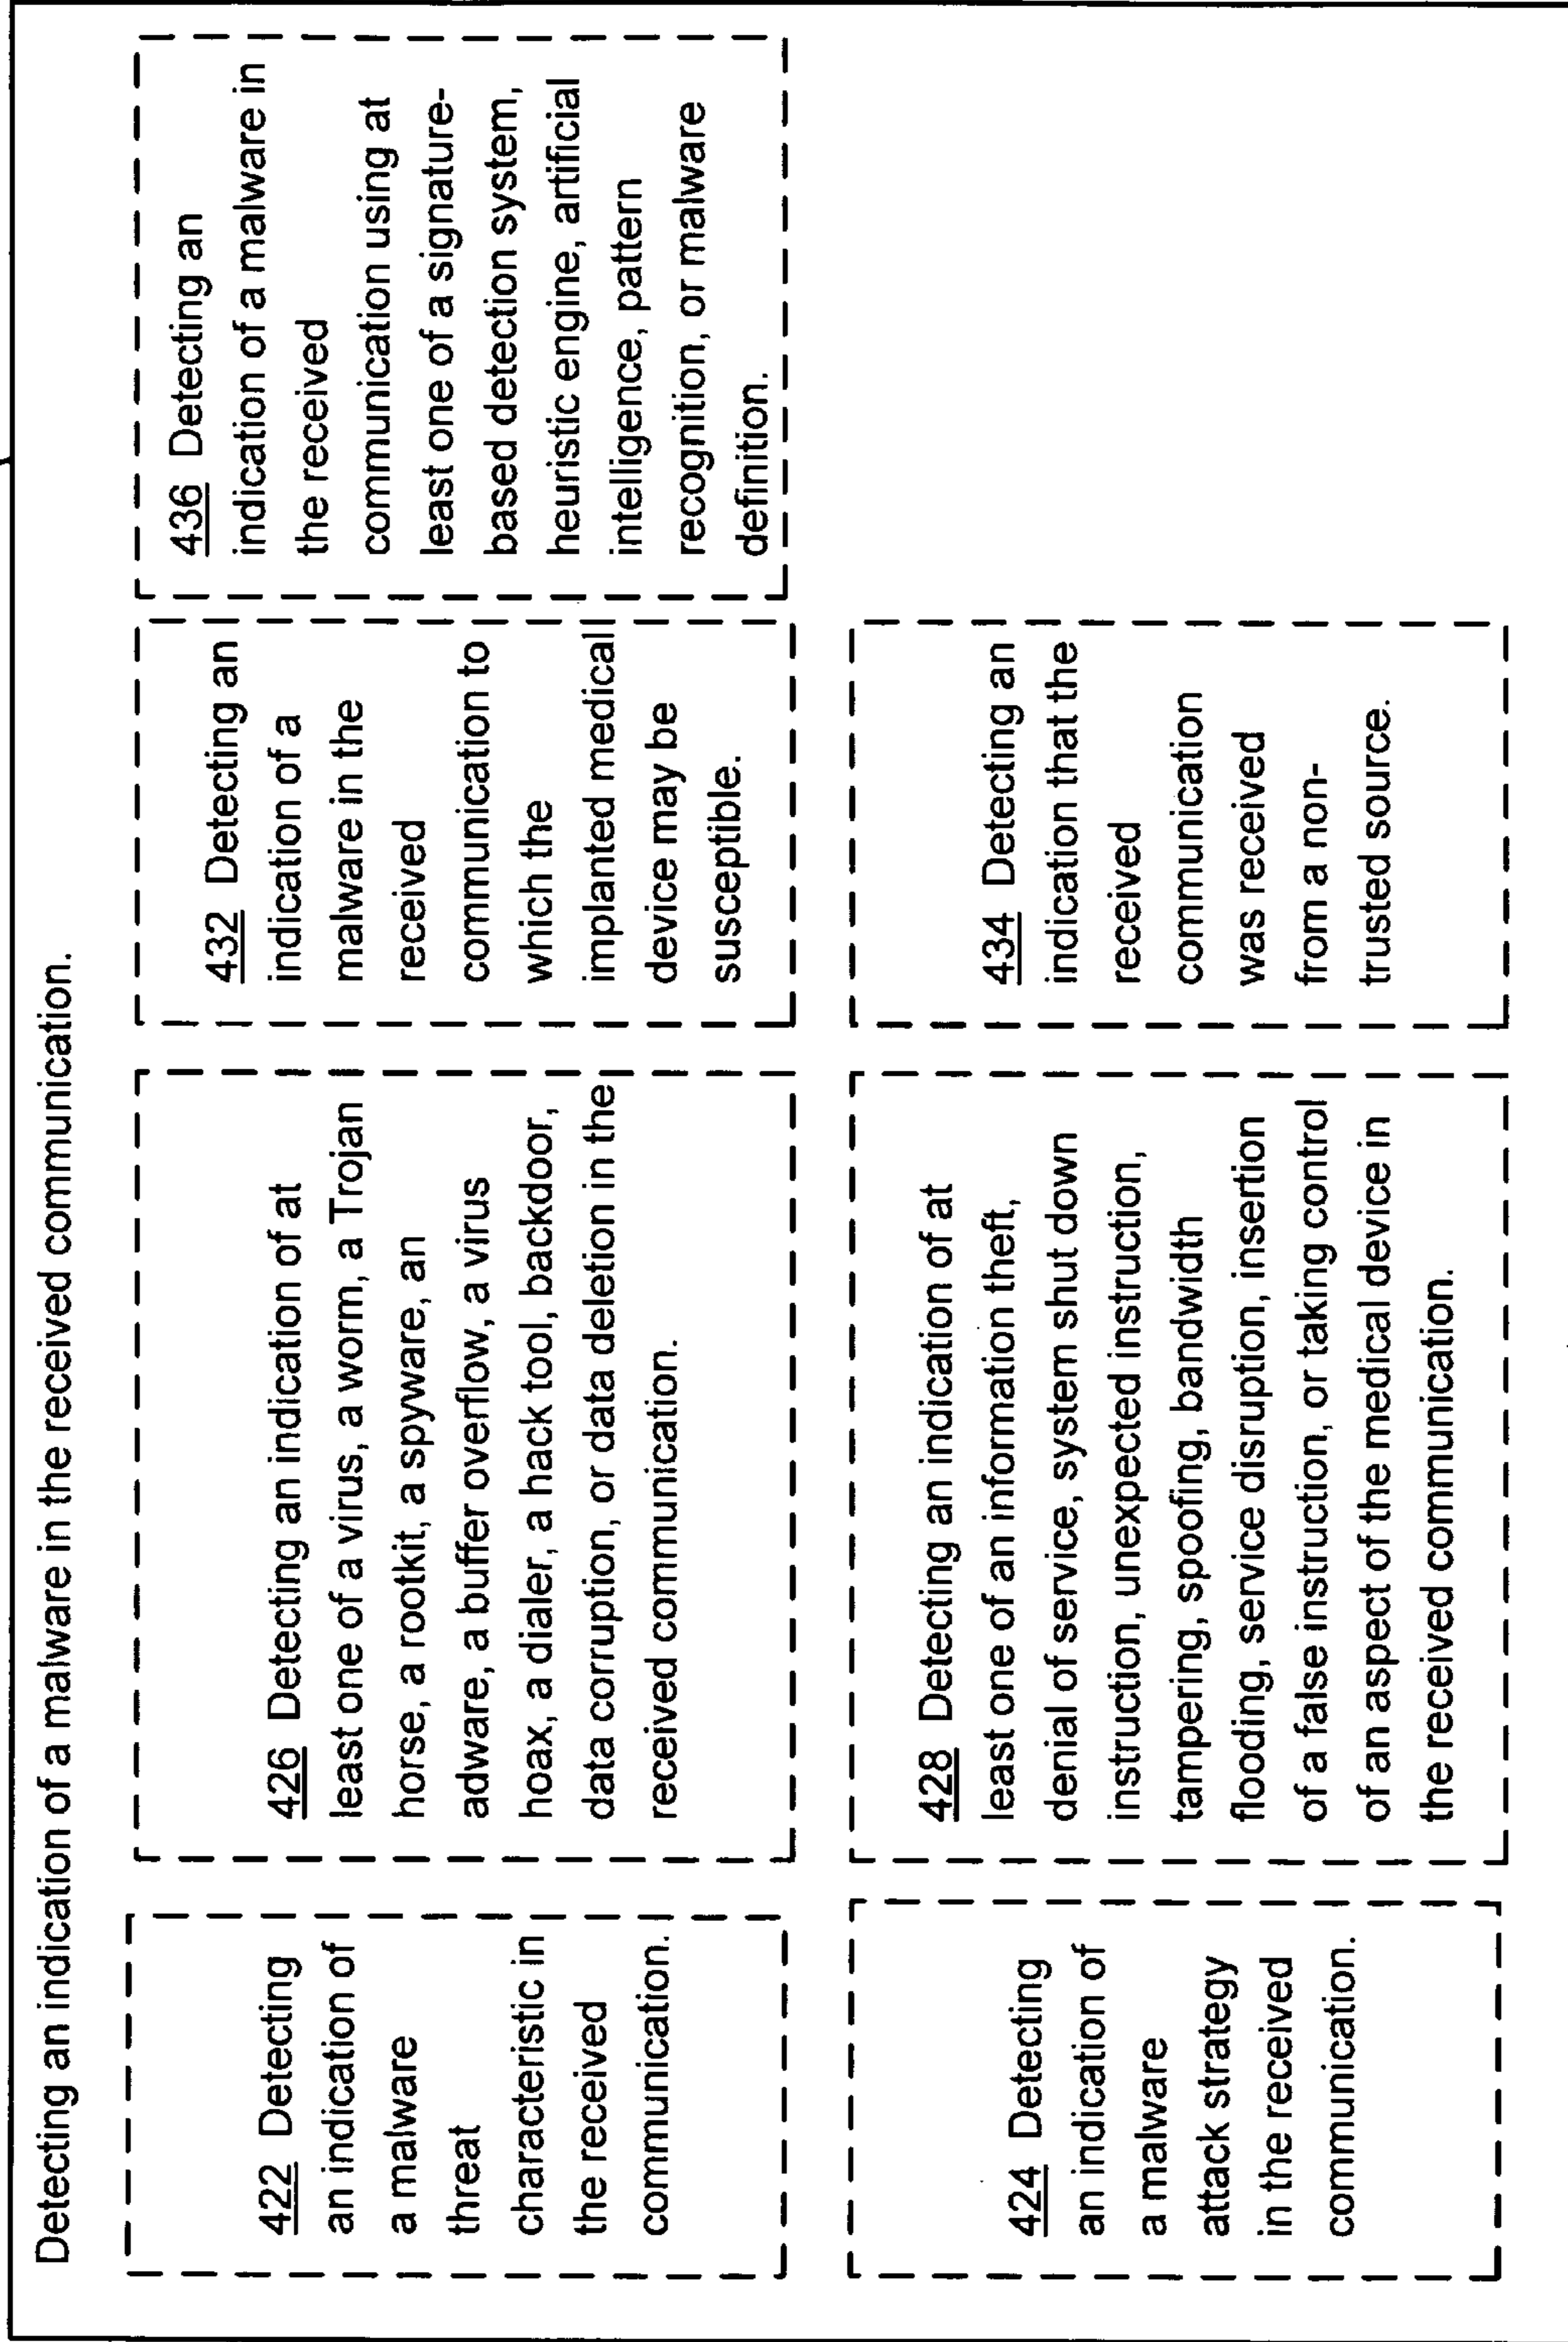 Detecting an indication of a malware in the received communication.
422 Detecting
an indication of
a malware
threat
characteristic in
the received
communication.
426 Detecting an indication of at
least one of a virus, a worm, a Trojan
horse, a rootkit, a spyware, an
adware, a buffer overflow, a virus
hoax, a dialer, a hack tool, backdoor,
data corruption, or data deletion in the
received communication.
432 Detecting an
indication of a
malware in the
received
communication to
which the
implanted medical
device may be
susceptible.
436 Detecting an
indication of a malware in
the received
communication using at
least one of a signature-
based detection system,
heuristic engine, artificial
intelligence, pattern
recognition, or malware
definition.
424 Detecting
an indication of
a malware
attack strategy
in the received
communication.
428 Detecting an indication of at
least one of an information theft,
denial of service, system shut down
instruction, unexpected instruction,
tampering, spoofing, bandwidth
flooding, service disruption, insertion
of a false instruction, or taking control
of an aspect of the medical device in
the received communication.
434 Detecting an
indication that the
received
communication
was received
from a non-
trusted source.